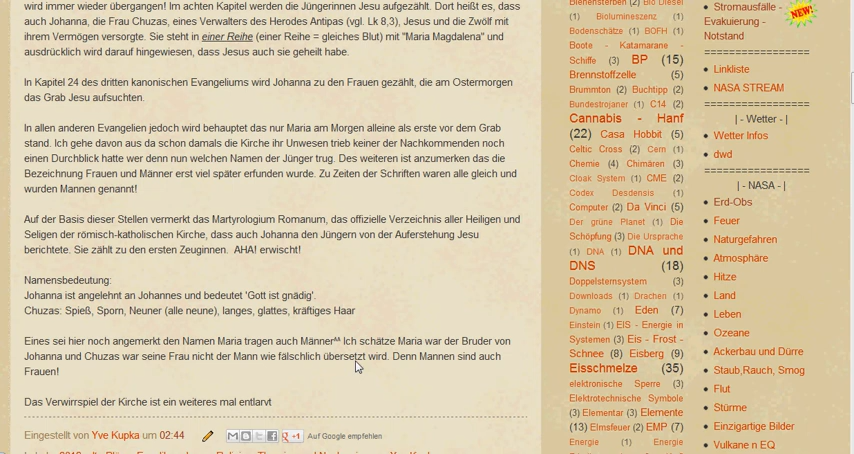 wird immer wieder übergangen! Im achten Kapitel werden die Jüngerinnen Jesu aufgezählt. Dort heißt es, dass
auch Johanna, die Frau Chuzas, eines Verwalters des Herodes Antipas (vgl. Lk 8,3), Jesus und die Zwölf mit
ihrem Vermögen versorgte. Sie steht in einer Reihe (einer Reihe = gleiches Blut) mit "Maria Magdalena" und
ausdrücklich wird darauf hingewiesen, dass Jesus auch sie geheilt habe.
In Kapitel 24 des dritten kanonischen Evangeliums wird Johanna zu den Frauen gezählt, die am Ostermorgen
das Grab Jesu aufsuchten.
In allen anderen Evangelien jedoch wird behauptet das nur Maria am Morgen alleine als erste vor dem Grab
stand. Ich gehe davon aus da schon damals die Kirche ihr Unwesen trieb keiner der Nachkommenden noch
einen Durchblick hatte wer denn nun welchen Namen der Jünger trug. Des weiteren ist anzumerken das die
Bezeichnung Frauen und Männer erst viel später erfunden wurde. Zu Zeiten der Schriften waren alle gleich und
wurden Mannen genannt!
Auf der Basis dieser Stellen vermerkt das Martyrologium Romanum, das offizielle Verzeichnis aller Heiligen und
Seligen der römisch-katholischen Kirche, dass auch Johanna den Jüngern von der Auferstehung Jesu
berichtete. Sie zählt zu den ersten Zeuginnen. AHA! erwischt!
Namensbedeutung:
Johanna ist angelehnt an Johannes und bedeutet 'Gott ist gnädig'.
Chuzas: Spieß, Sporn, Neuner (alle neune), langes, glattes, kräftiges Haar
Eines sei hier noch angemerkt den Namen Maria tragen auch Männer^^ Ich schätze Maria war der Bruder von
Johanna und Chuzas war seine Frau nicht der Mann wie fälschlich übersetzt wird. Denn Mannen sind auch
Frauen!
Das Verwirrspiel der Kirche ist ein weiteres mal entlarvt
Eingestellt von Yve Kupka um 02:44
+1 Auf Google empfehlen
Bienensterben (2) Bio Diesel
(1) Biolumineszenz. (1)
Bodenschätze (1) BOFH (1)
Boote - Katamarane -
Schiffe (3) BP (15)
Brennstoffzelle (5)
Brummton (2) Buchtipp (2)
Bundestrojaner (1) C14 (2)
Cannabis - Hanf
(22) Casa Hobbit (5)
Celtic Cross (2) Cern (1)
Chemie (4) Chimären (3)
Cloak System (1) CME (2)
Codex Desdensis (1)
Computer (2) Da Vinci (5)
Der grüne Planet (1) Die
Schöpfung (3) Die Ursprache
(1) DNA (1) DNA und
DNS (18)
Doppelsternsystem (3)
Downloads (1) Drachen (1)
Dynamo (1) Eden (7)
Einstein (1) EIS - Energie in
Systemen (3) Eis - Frost -
Schnee (8) Eisberg (9)
Eisschmelze (35)
elektronische Sperre (3)
Elektrotechnische Symbole
(3) Elementar (3) Elemente
(13) Elmsfeuer (2) EMP (7)
Energie (1) Energie
Stromausfälle -
Evakuierung -
Notstand
NEW!
=================
Linkliste
NASA STREAM
=================
| - Wetter - |
Wetter Infos
dwd
=================
| - NASA - |
Erd-Obs
Feuer
Naturgefahren
Atmosphäre
Hitze
Land
Leben
Ozeane
Ackerbau und Dürre
Staub,Rauch, Smog
Flut
Stürme
Einzigartige Bilder
Vulkane n EQ